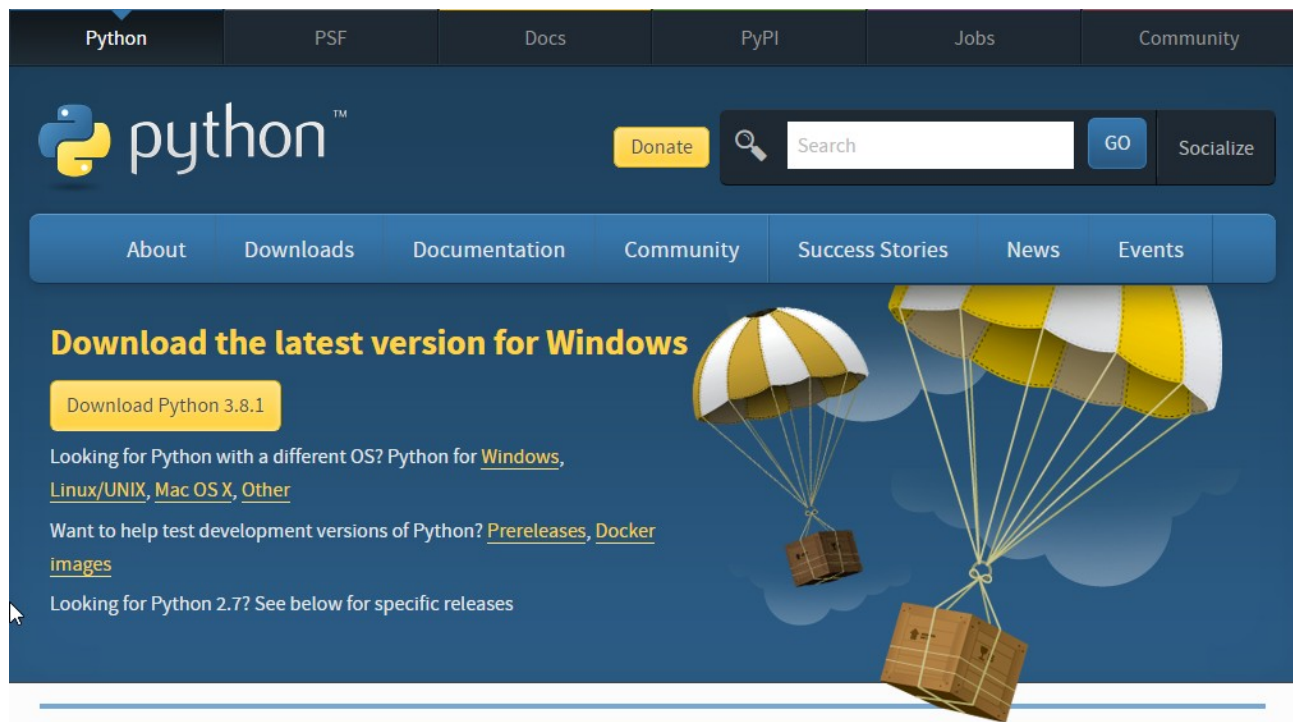 Python PSF Docs PyPI Jobs Community
python™
Donate Search GO Socialize
About Downloads Documentation Community Success Stories News Events
Download the latest version for Windows
Download Python 3.8.1
Looking for Python with a different OS? Python for Windows,
Linux/UNIX, Mac OS X, Other
Want to help test development versions of Python? Prereleases, Docker
images
Looking for Python 2.7? See below for specific releases